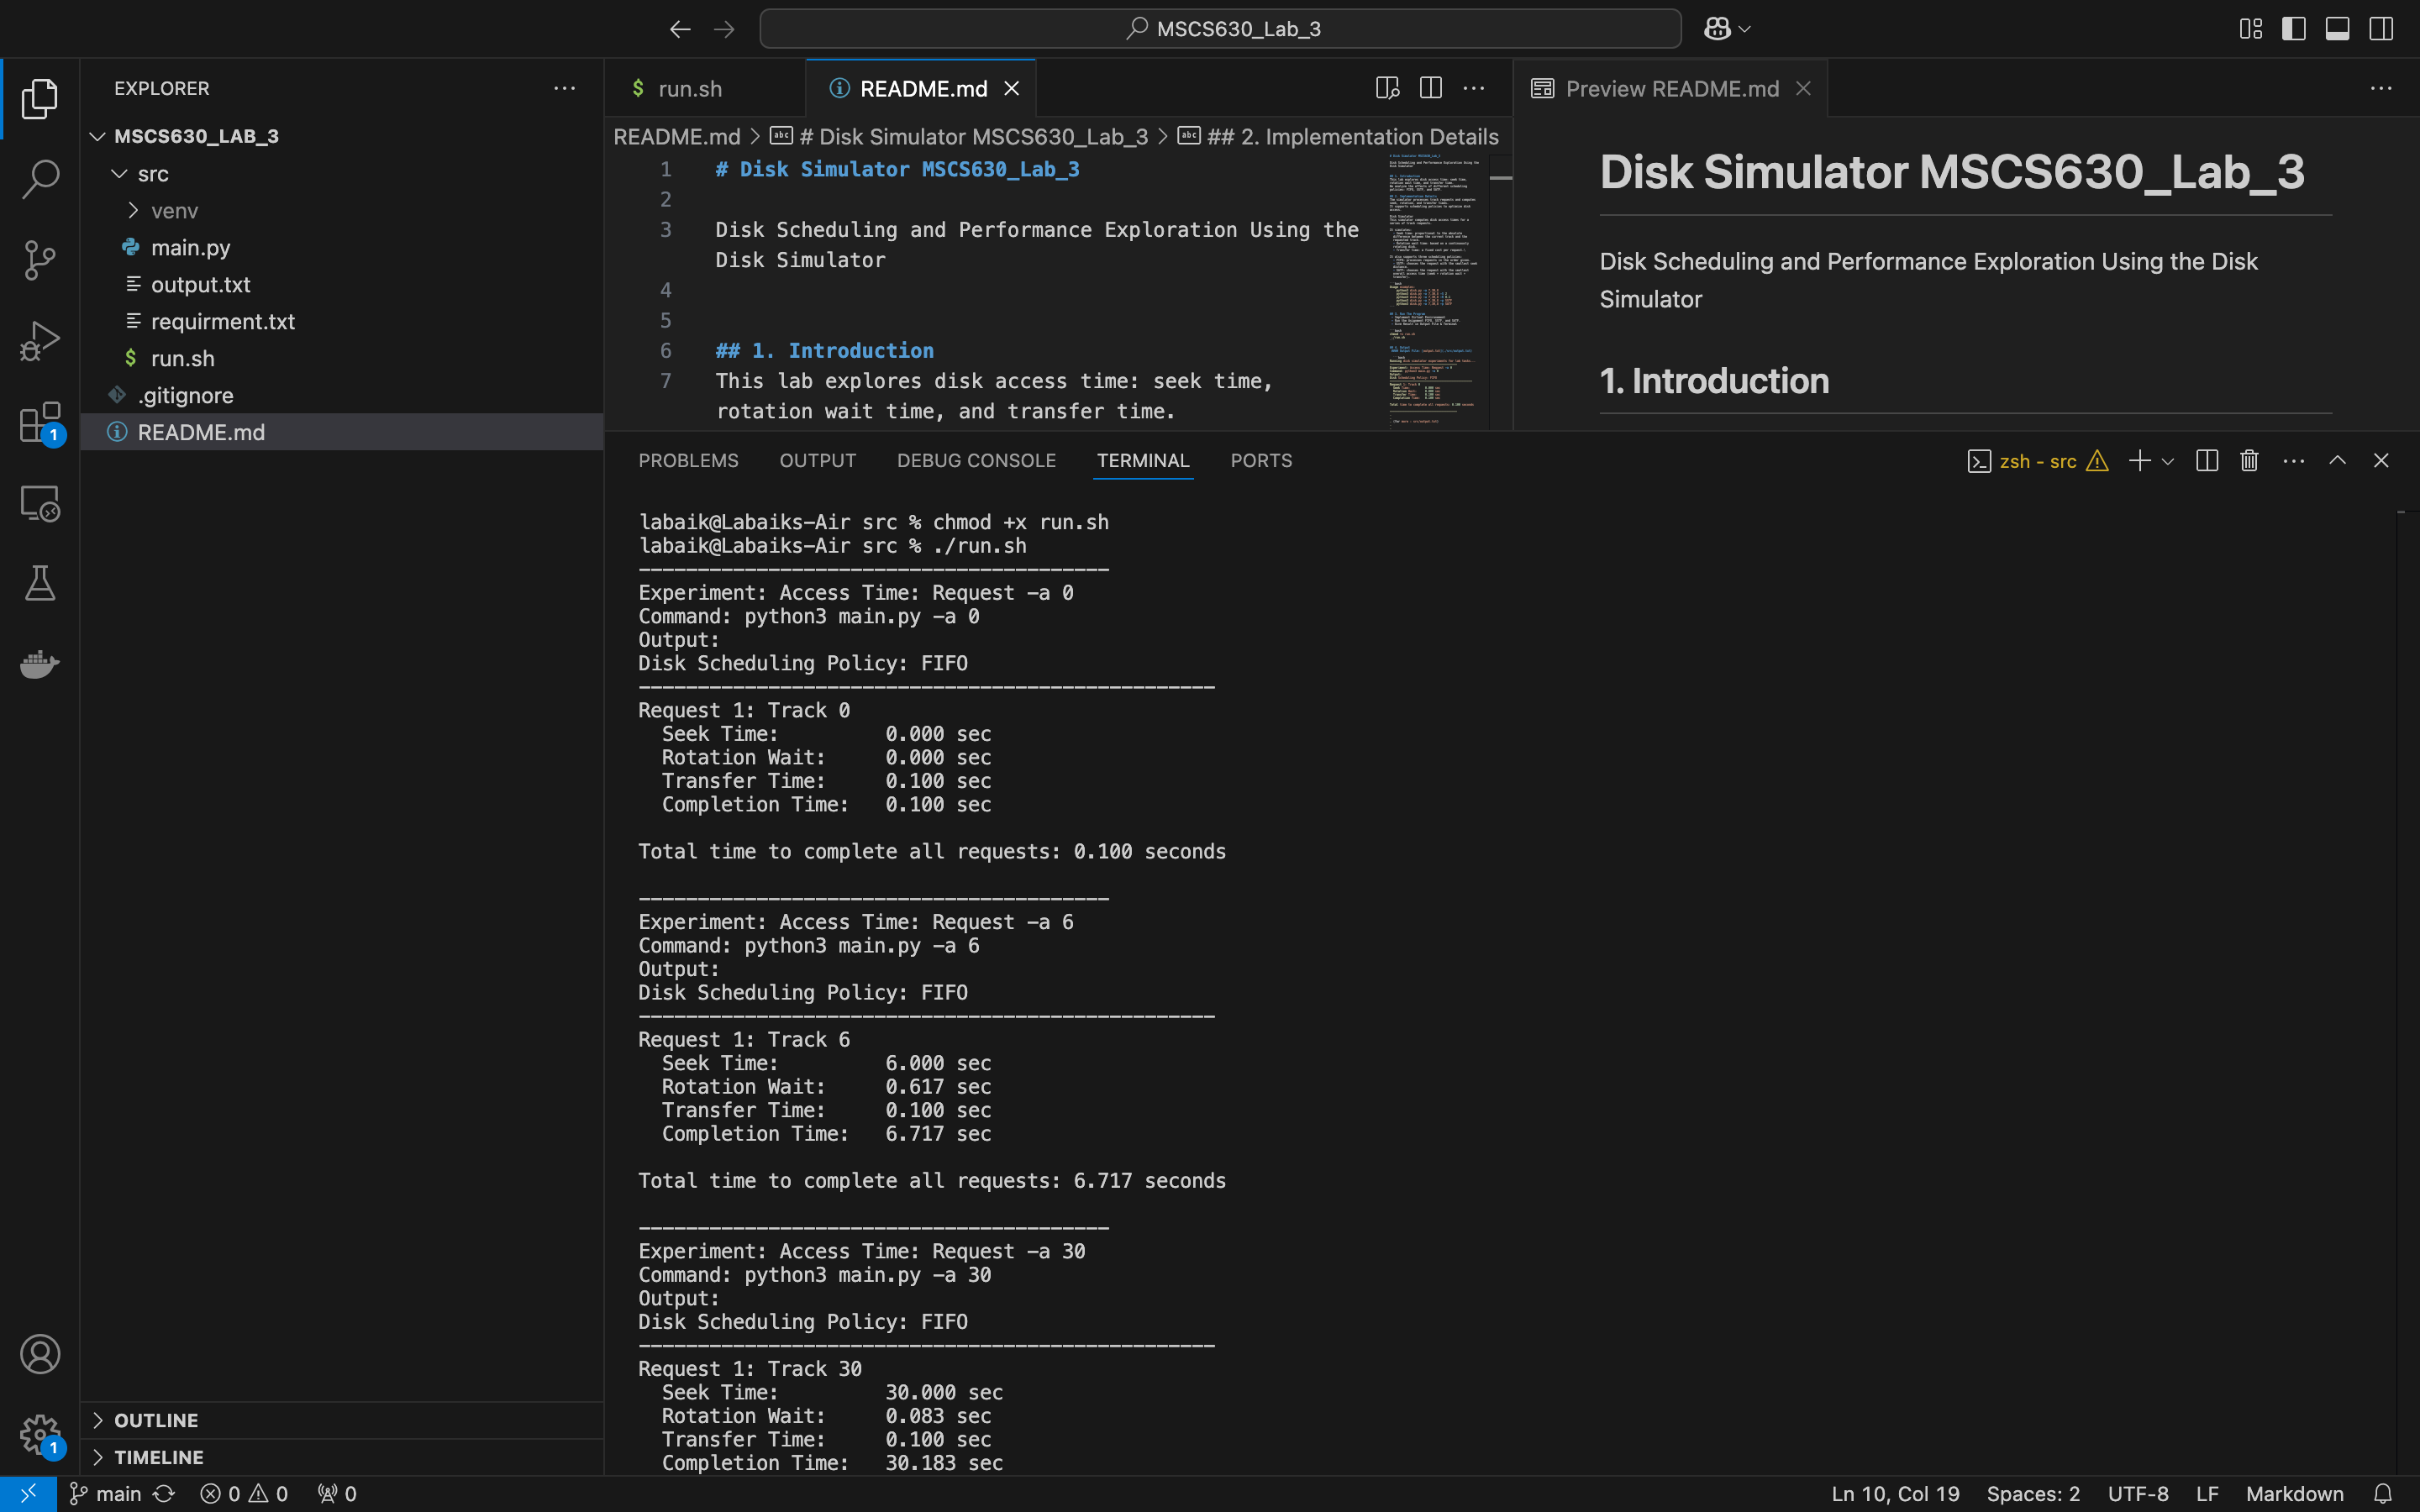 MSCS630_Lab_3
EXPLORER
MSCS630_LAB_3
src
venv
main.py
output.txt
requirment.txt
run.sh
.gitignore
README.md
OUTLINE
TIMELINE
1
1
run.sh
README.md
README.md > # Disk Simulator MSCS630_Lab_3 > ## 2. Implementation Details
1 # Disk Simulator MSCS630_Lab_3
2
3 Disk Scheduling and Performance Exploration Using the
Disk Simulator
4
5
6 ## 1. Introduction
7 This lab explores disk access time: seek time,
rotation wait time, and transfer time.
Preview README.md
Disk Simulator MSCS630_Lab_3
Disk Scheduling and Performance Exploration Using the Disk
Simulator
1. Introduction
PROBLEMS OUTPUT DEBUG CONSOLE TERMINAL PORTS
zsh - src
labaik@Labaiks-Air src % chmod +x run.sh
labaik@Labaiks-Air src % ./run.sh
----------------------------------------
Experiment: Access Time: Request -a 0
Command: python3 main.py -a 0
Output:
Disk Scheduling Policy: FIFO
-------------------------------------------------
Request 1: Track 0
Seek Time: 0.000 sec
Rotation Wait: 0.000 sec
Transfer Time: 0.100 sec
Completion Time: 0.100 sec
Total time to complete all requests: 0.100 seconds
----------------------------------------
Experiment: Access Time: Request -a 6
Command: python3 main.py -a 6
Output:
Disk Scheduling Policy: FIFO
-------------------------------------------------
Request 1: Track 6
Seek Time: 6.000 sec
Rotation Wait: 0.617 sec
Transfer Time: 0.100 sec
Completion Time: 6.717 sec
Total time to complete all requests: 6.717 seconds
----------------------------------------
Experiment: Access Time: Request -a 30
Command: python3 main.py -a 30
Output:
Disk Scheduling Policy: FIFO
-------------------------------------------------
Request 1: Track 30
Seek Time: 30.000 sec
Rotation Wait: 0.083 sec
Transfer Time: 0.100 sec
Completion Time: 30.183 sec
main 0 0 0
Ln 10, Col 19 Spaces: 2 UTF-8 LF Markdown